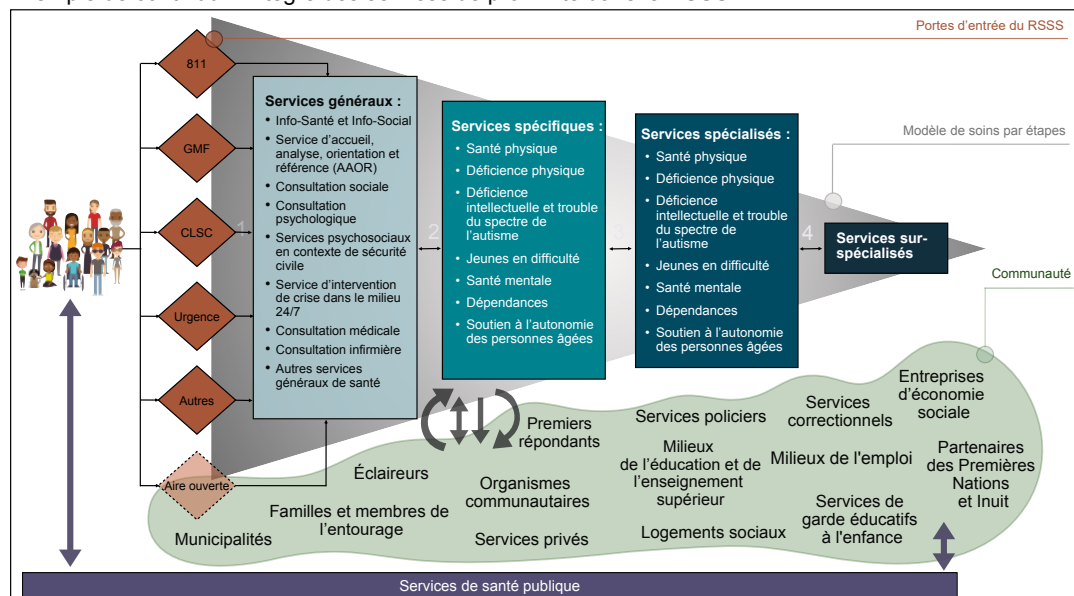 Portes d'entrée du RSSS
811
GMF
CLSC
Urgence
Autres
Aire ouverte
1
Services généraux :
• Info-Santé et Info-Social
• Service d'accueil,
analyse, orientation et
référence (AAOR)
• Consultation sociale
• Consultation
psychologique
• Services psychosociaux
en contexte de sécurité
civile
• Service d'intervention
de crise dans le milieu
24/7
• Consultation médicale
• Consultation infirmière
• Autres services
généraux de santé
2
Services spécifiques :
• Santé physique
• Déficience physique
• Déficience
intellectuelle et trouble
du spectre de
l'autisme
• Jeunes en difficulté
• Santé mentale
• Dépendances
• Soutien à l'autonomie
des personnes âgées
3
Services spécialisés :
• Santé physique
• Déficience physique
• Déficience
intellectuelle et trouble
du spectre de
l'autisme
• Jeunes en difficulté
• Santé mentale
• Dépendances
• Soutien à l'autonomie
des personnes âgées
4
Services sur-
spécialisés
Modèle de soins par étapes
Communauté
Municipalités
Éclaireurs
Familles et membres de
l'entourage
Premiers
répondants
Organismes
communautaires
Services privés
Services policiers
Milieux
de l'éducation et de
l'enseignement
supérieur
Logements sociaux
Services
correctionnels
Milieux de l'emploi
Services de
garde éducatifs
à l'enfance
Entreprises
d'économie
sociale
Partenaires
des Premières
Nations
et Inuit
Services de santé publique